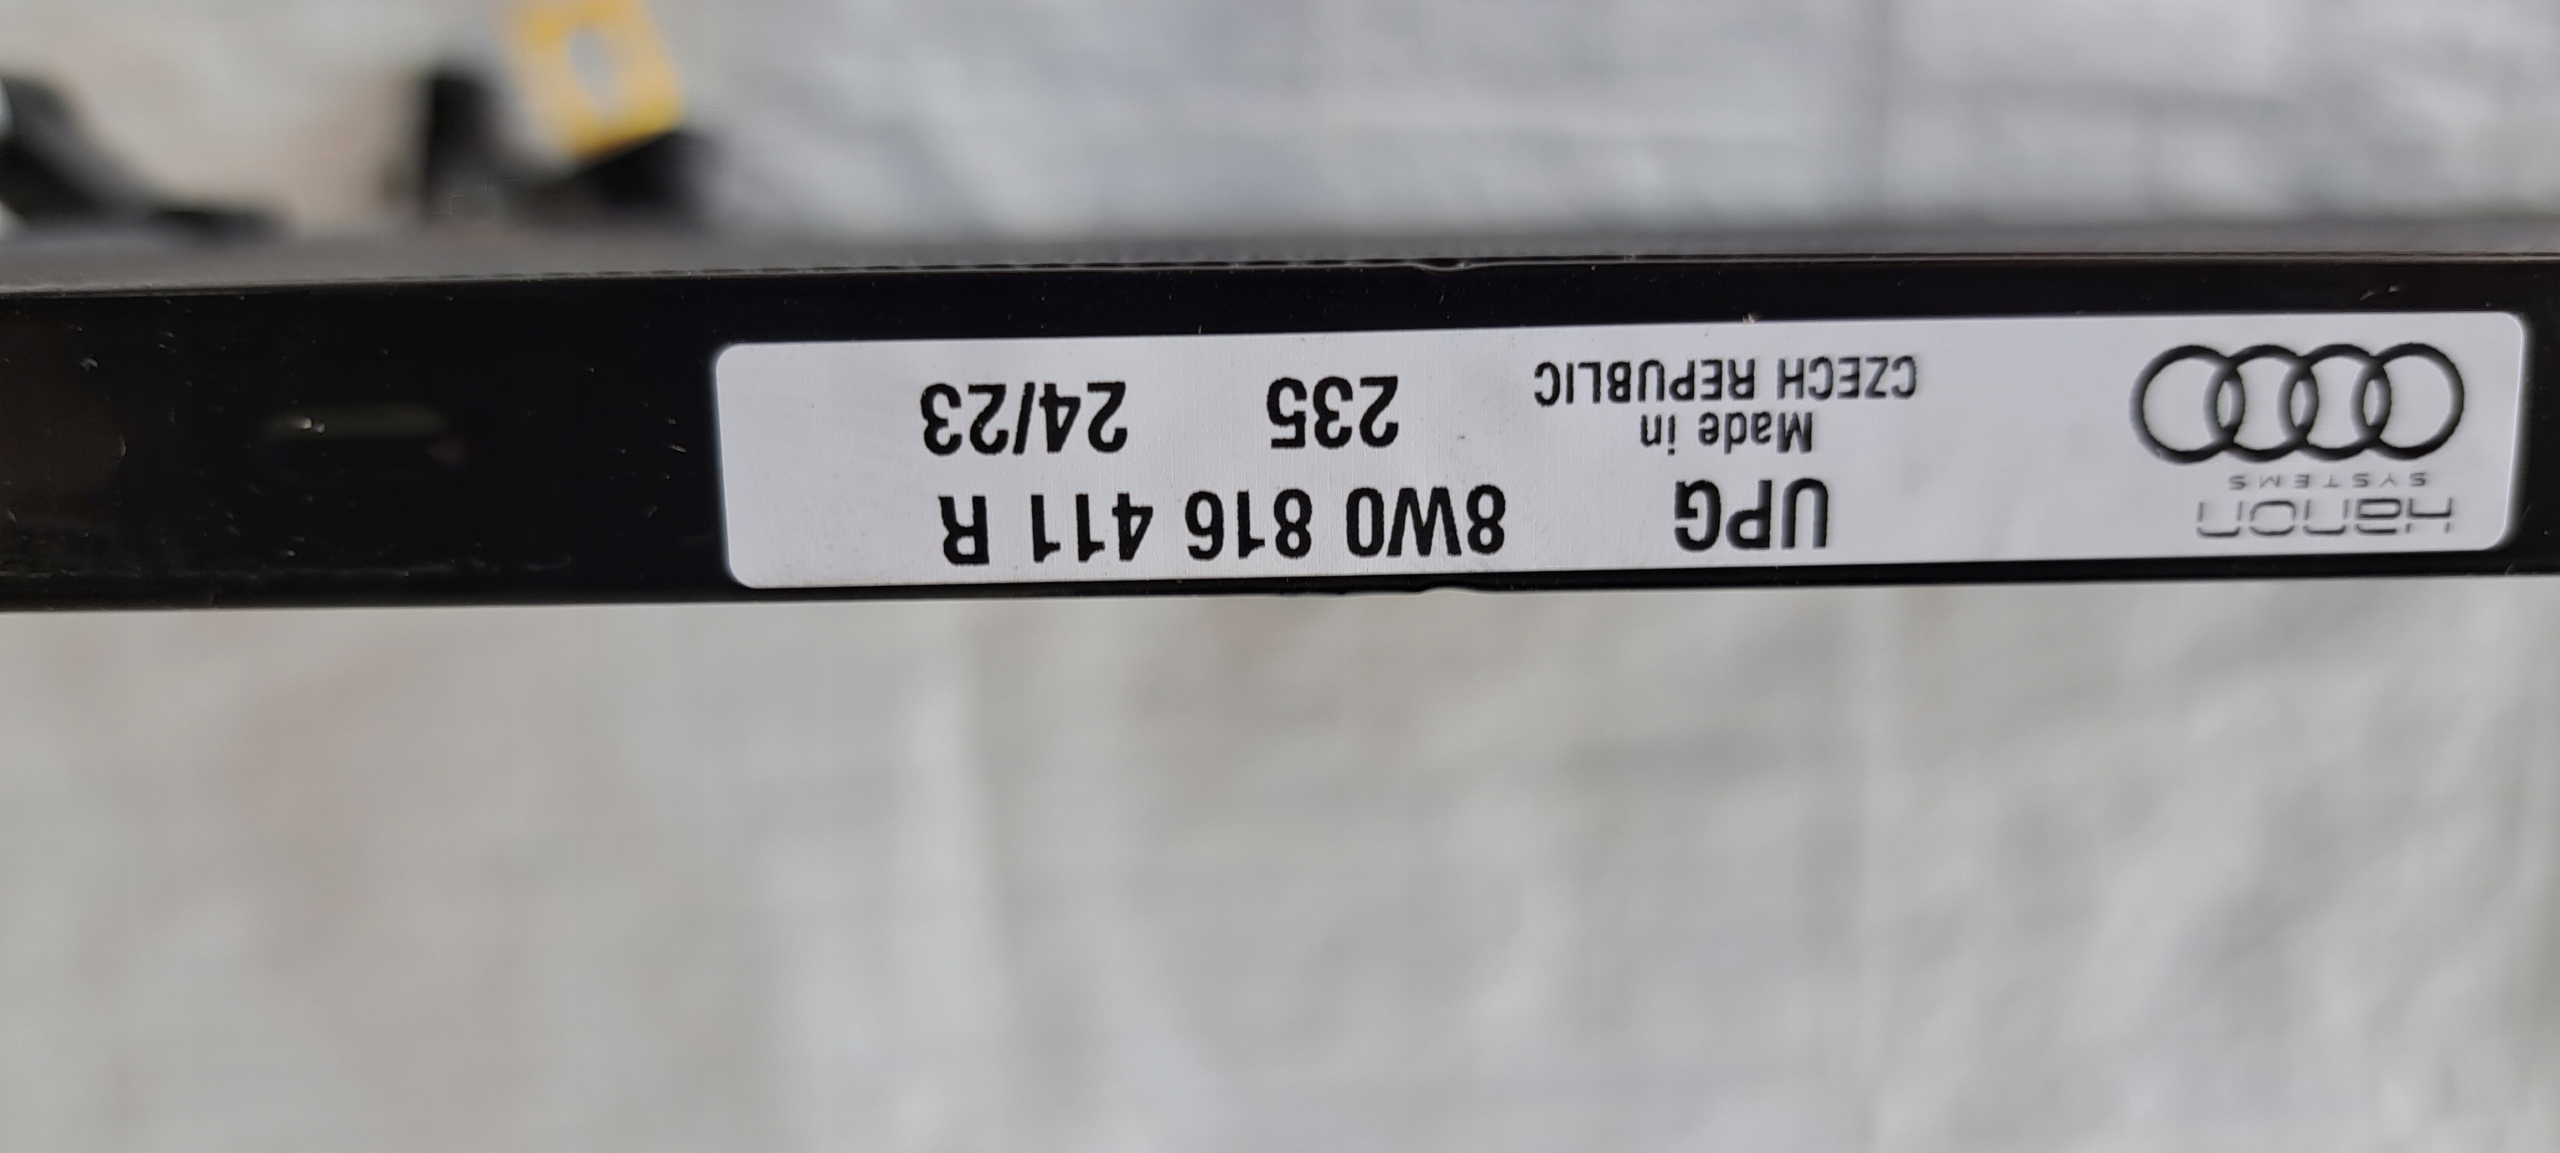 hanon UPG 8W0 816 411 R
SYSTEMS
Made in 235 24/23
CZECH REPUBLIC